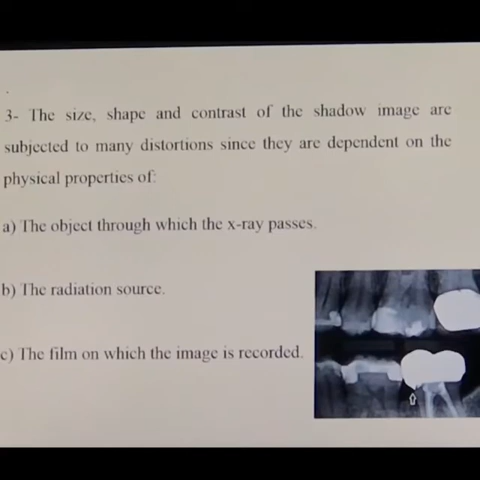 3- The size, shape and contrast of the shadow image are
subjected to many distortions since they are dependent on the
physical properties of:
a) The object through which the x-ray passes.
b) The radiation source.
c) The film on which the image is recorded.